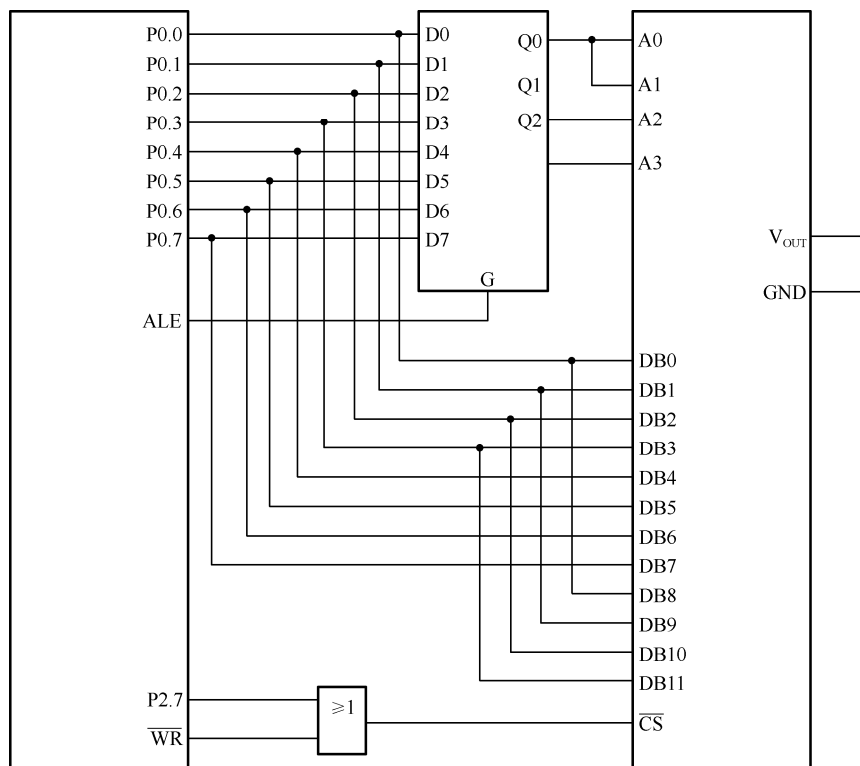 P0.0
P0.1
P0.2
P0.3
P0.4
P0.5
P0.6
P0.7
ALE
P2.7
WR
D0
D1
D2
D3
D4
D5
D6
D7
G
Q0
Q1
Q2
≥1
A0
A1
A2
A3
VOUT
GND
DB0
DB1
DB2
DB3
DB4
DB5
DB6
DB7
DB8
DB9
DB10
DB11
CS